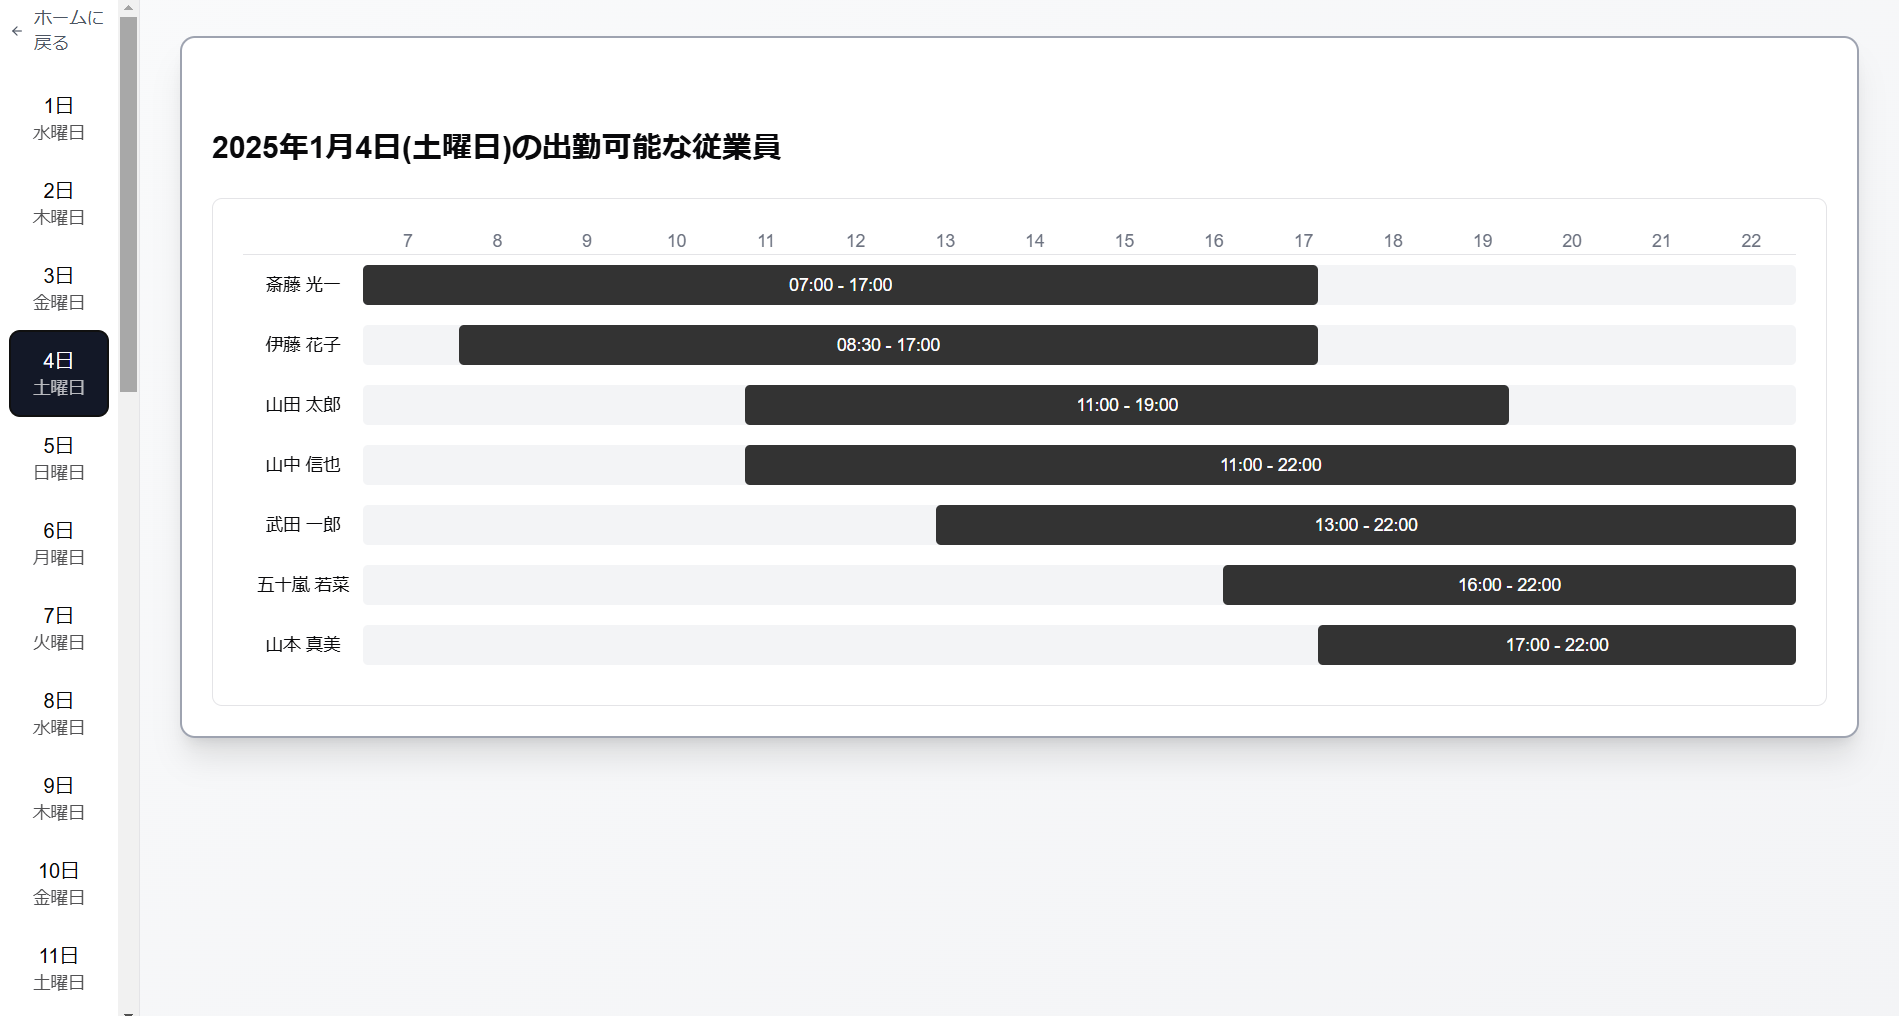 ホームに
戻る
1日
水曜日
2日
木曜日
3日
金曜日
4日
土曜日
5日
日曜日
6日
月曜日
7日
火曜日
8日
水曜日
9日
木曜日
10日
金曜日
11日
土曜日
2025年1月4日(土曜日)の出勤可能な従業員
7 8 9 10 11 12 13 14 15 16 17 18 19 20 21 22
斎藤 光一 07:00 - 17:00
伊藤 花子 08:30 - 17:00
山田 太郎 11:00 - 19:00
山中 信也 11:00 - 22:00
武田 一郎 13:00 - 22:00
五十嵐 若菜 16:00 - 22:00
山本 真美 17:00 - 22:00